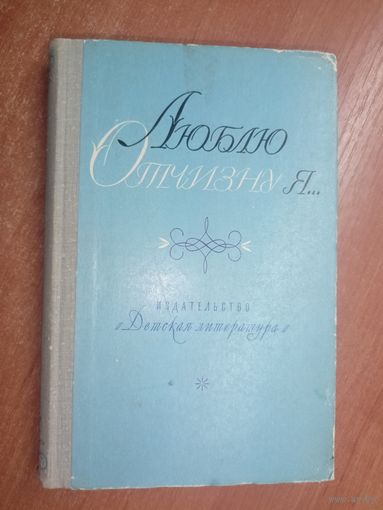 Люблю
Отчизну я...
ИЗДАТЕЛЬСТВО
«Детская литература»